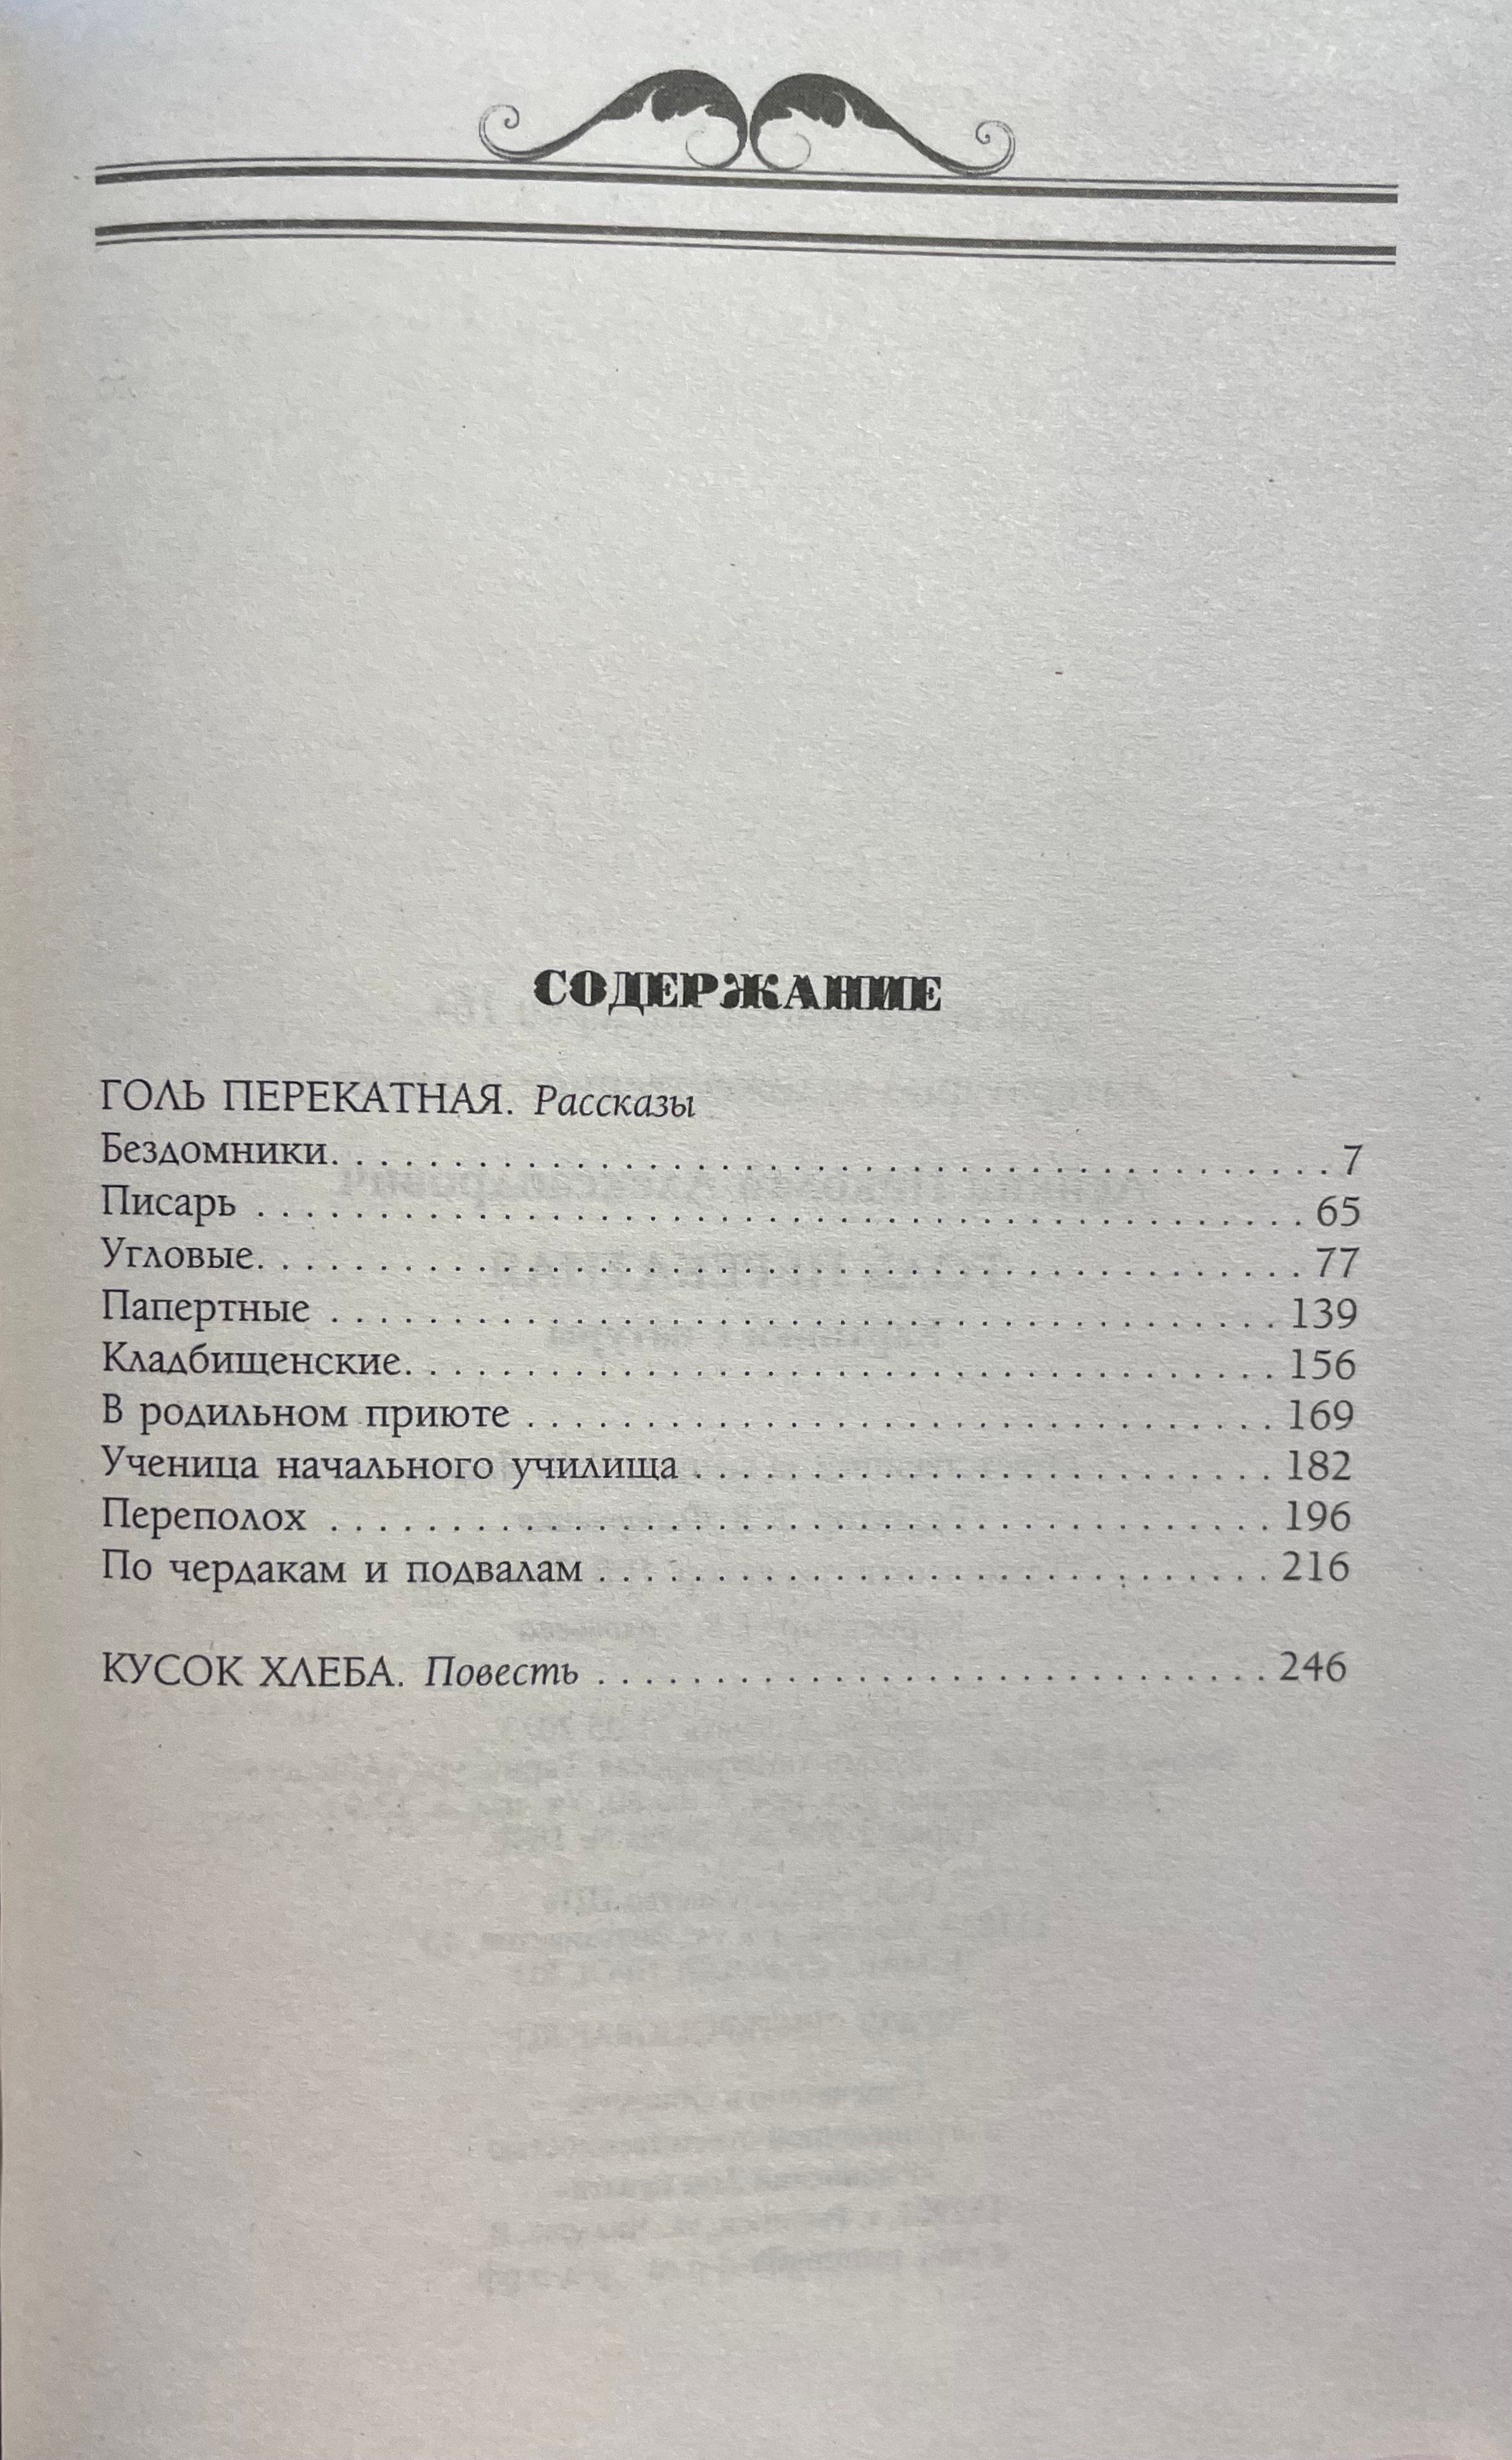 СОДЕРЖАНИЕ
ГОЛЬ ПЕРЕКАТНАЯ. Рассказы
Бездомники. . . . . . . . . . . . . . . . . . . . . . . . . . . . . . . . . . . . . . . . . 7
Писарь . . . . . . . . . . . . . . . . . . . . . . . . . . . . . . . . . . . . . . . . . . . 65
Угловые. . . . . . . . . . . . . . . . . . . . . . . . . . . . . . . . . . . . . . . . . . 77
Папертные . . . . . . . . . . . . . . . . . . . . . . . . . . . . . . . . . . . . . . . 139
Кладбищенские. . . . . . . . . . . . . . . . . . . . . . . . . . . . . . . . . . . 156
В родильном приюте . . . . . . . . . . . . . . . . . . . . . . . . . . . . . . 169
Ученица начального училища . . . . . . . . . . . . . . . . . . . . . . . 182
Переполох . . . . . . . . . . . . . . . . . . . . . . . . . . . . . . . . . . . . . . 196
По чердакам и подвалам . . . . . . . . . . . . . . . . . . . . . . . . . . . 216
КУСОК ХЛЕБА. Повесть . . . . . . . . . . . . . . . . . . . . . . . . . . . 246